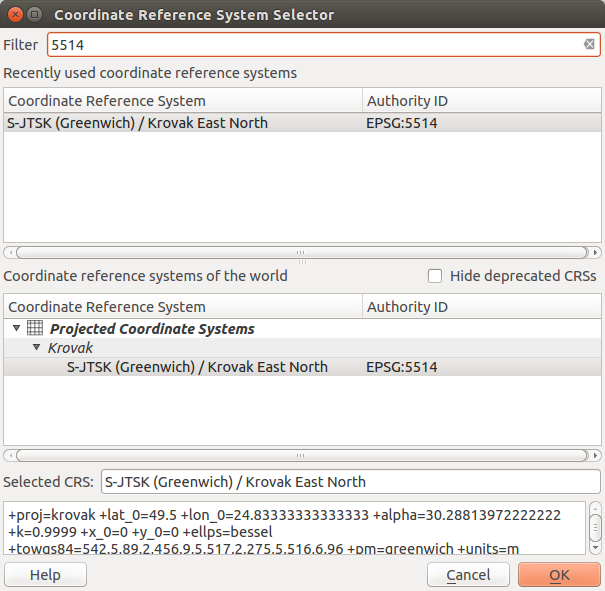 Coordinate Reference System Selector
Filter 5514
Recently used coordinate reference systems
Coordinate Reference System Authority ID
S-JTSK (Greenwich) / Krovak East North EPSG:5514
Coordinate reference systems of the world Hide deprecated CRSs
Coordinate Reference System Authority ID
Projected Coordinate Systems
Krovak
S-JTSK (Greenwich) / Krovak East North EPSG:5514
Selected CRS: S-JTSK (Greenwich) / Krovak East North
+proj=krovak +lat_0=49.5 +lon_0=24.83333333333333 +alpha=30.28813972222222
+k=0.9999 +x_0=0 +y_0=0 +ellps=bessel
+towgs84=542.5,89.2,456.9,5.517,2.275,5.516,6.96 +pm=greenwich +units=m
Help Cancel OK